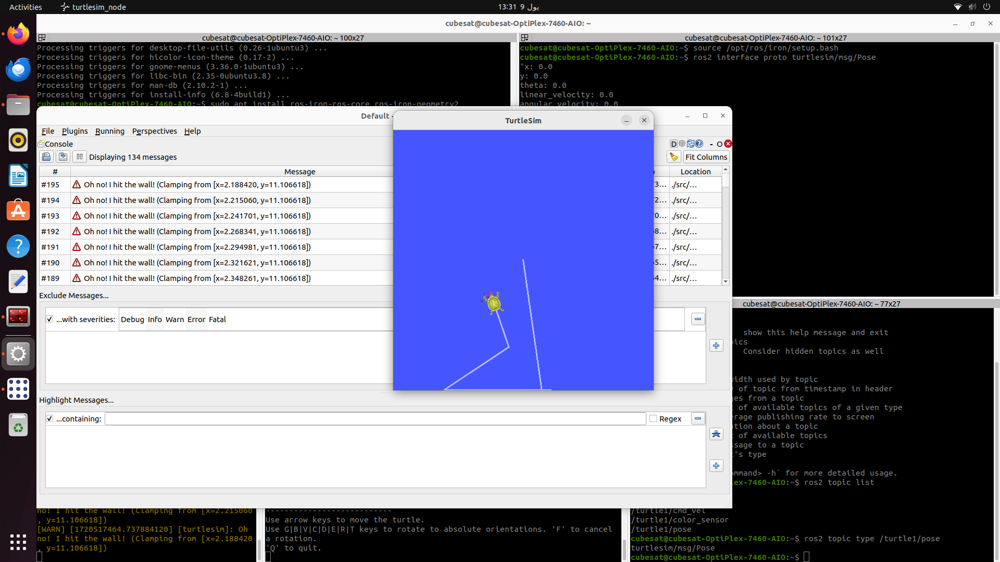 Activities
turtlesim_node
13:31 9 يول
cubesat@cubesat-OptiPlex-7460-AIO: ~
cubesat@cubesat-OptiPlex-7460-AIO: ~ 100x27
Processing triggers for desktop-file-utils (0.26-1ubuntu3) ...
Processing triggers for hicolor-icon-theme (0.17-2) ...
Processing triggers for gnome-menus (3.36.0-1ubuntu3) ...
Processing triggers for libc-bin (2.35-0ubuntu3.8) ...
Processing triggers for man-db (2.10.2-1) ...
Processing triggers for install-info (6.8-4build1) ...
cubesat@cubesat-OptiPlex-7460-AIO:~$ sudo apt install ros-iron-ros-core ros-iron-geometry2
cubesat@cubesat-OptiPlex-7460-AIO: ~ 101x27
cubesat@cubesat-OptiPlex-7460-AIO:~$ source /opt/ros/iron/setup.bash
cubesat@cubesat-OptiPlex-7460-AIO:~$ ros2 interface proto turtlesim/msg/Pose
"x: 0.0
y: 0.0
theta: 0.0
linear_velocity: 0.0
angular_velocity: 0.0
Default -
File Plugins Running Perspectives Help
Console
D - O
Displaying 134 messages
Fit Columns
# Message Location
#195 Oh no! I hit the wall! (Clamping from [x=2.188420, y=11.106618]) 73... ./src/...
#194 Oh no! I hit the wall! (Clamping from [x=2.215060, y=11.106618]) 72... ./src/...
#193 Oh no! I hit the wall! (Clamping from [x=2.241701, y=11.106618]) 70... ./src/...
#192 Oh no! I hit the wall! (Clamping from [x=2.268341, y=11.106618]) 68... ./src/...
#191 Oh no! I hit the wall! (Clamping from [x=2.294981, y=11.106618]) 67... ./src/...
#190 Oh no! I hit the wall! (Clamping from [x=2.321621, y=11.106618]) 65... ./src/...
#189 Oh no! I hit the wall! (Clamping from [x=2.348261, y=11.106618]) 64... ./src/...
Exclude Messages...
...with severities: Debug Info Warn Error Fatal
Highlight Messages...
...containing:
Regex
TurtleSim
cubesat@cubesat-OptiPlex-7460-AIO: ~ 77x27
show this help message and exit
pics
Consider hidden topics as well
width used by topic
y of topic from timestamp in header
ges from a topic
t of available topics of a given type
erage publishing rate to screen
ation about a topic
t of available topics
ssage to a topic
c's type
ommand> -h` for more detailed usage.
lex-7460-AIO:~$ ros2 topic list
/turtle1/cmd_vel
/turtle1/color_sensor
/turtle1/pose
cubesat@cubesat-OptiPlex-7460-AIO:~$ ros2 topic type /turtle1/pose
turtlesim/msg/Pose
cubesat@cubesat-OptiPlex-7460-AIO:~$
no! I hit the wall! (Clamping from [x=2.215060
, y=11.106618])
[WARN] [1720517464.737884120] [turtlesim]: Oh
no! I hit the wall! (Clamping from [x=2.188420
, y=11.106618])
---------------------------
Use arrow keys to move the turtle.
Use G|B|V|C|D|E|R|T keys to rotate to absolute orientations. 'F' to cancel
a rotation.
'Q' to quit.